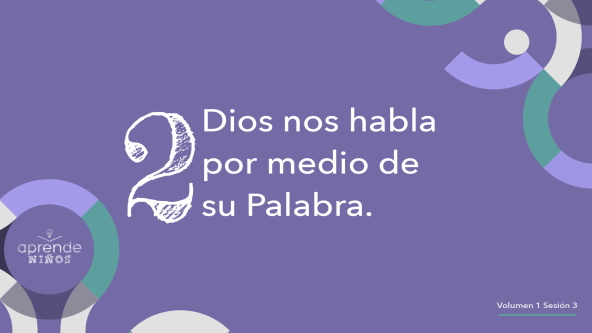 2
Dios nos habla
por medio de
su Palabra.
aprende
NIÑOS
Volumen 1 Sesión 3